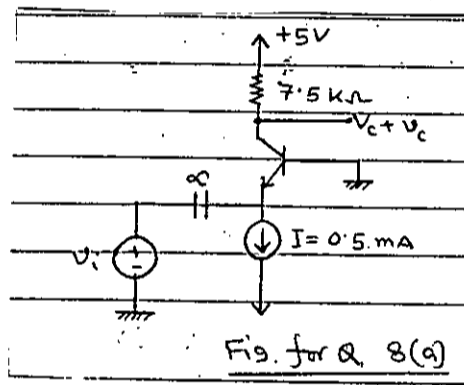 +5V
7.5 KΩ
Vc + vc
∞
vi
I = 0.5 mA
Fig. for Q. 8(a)